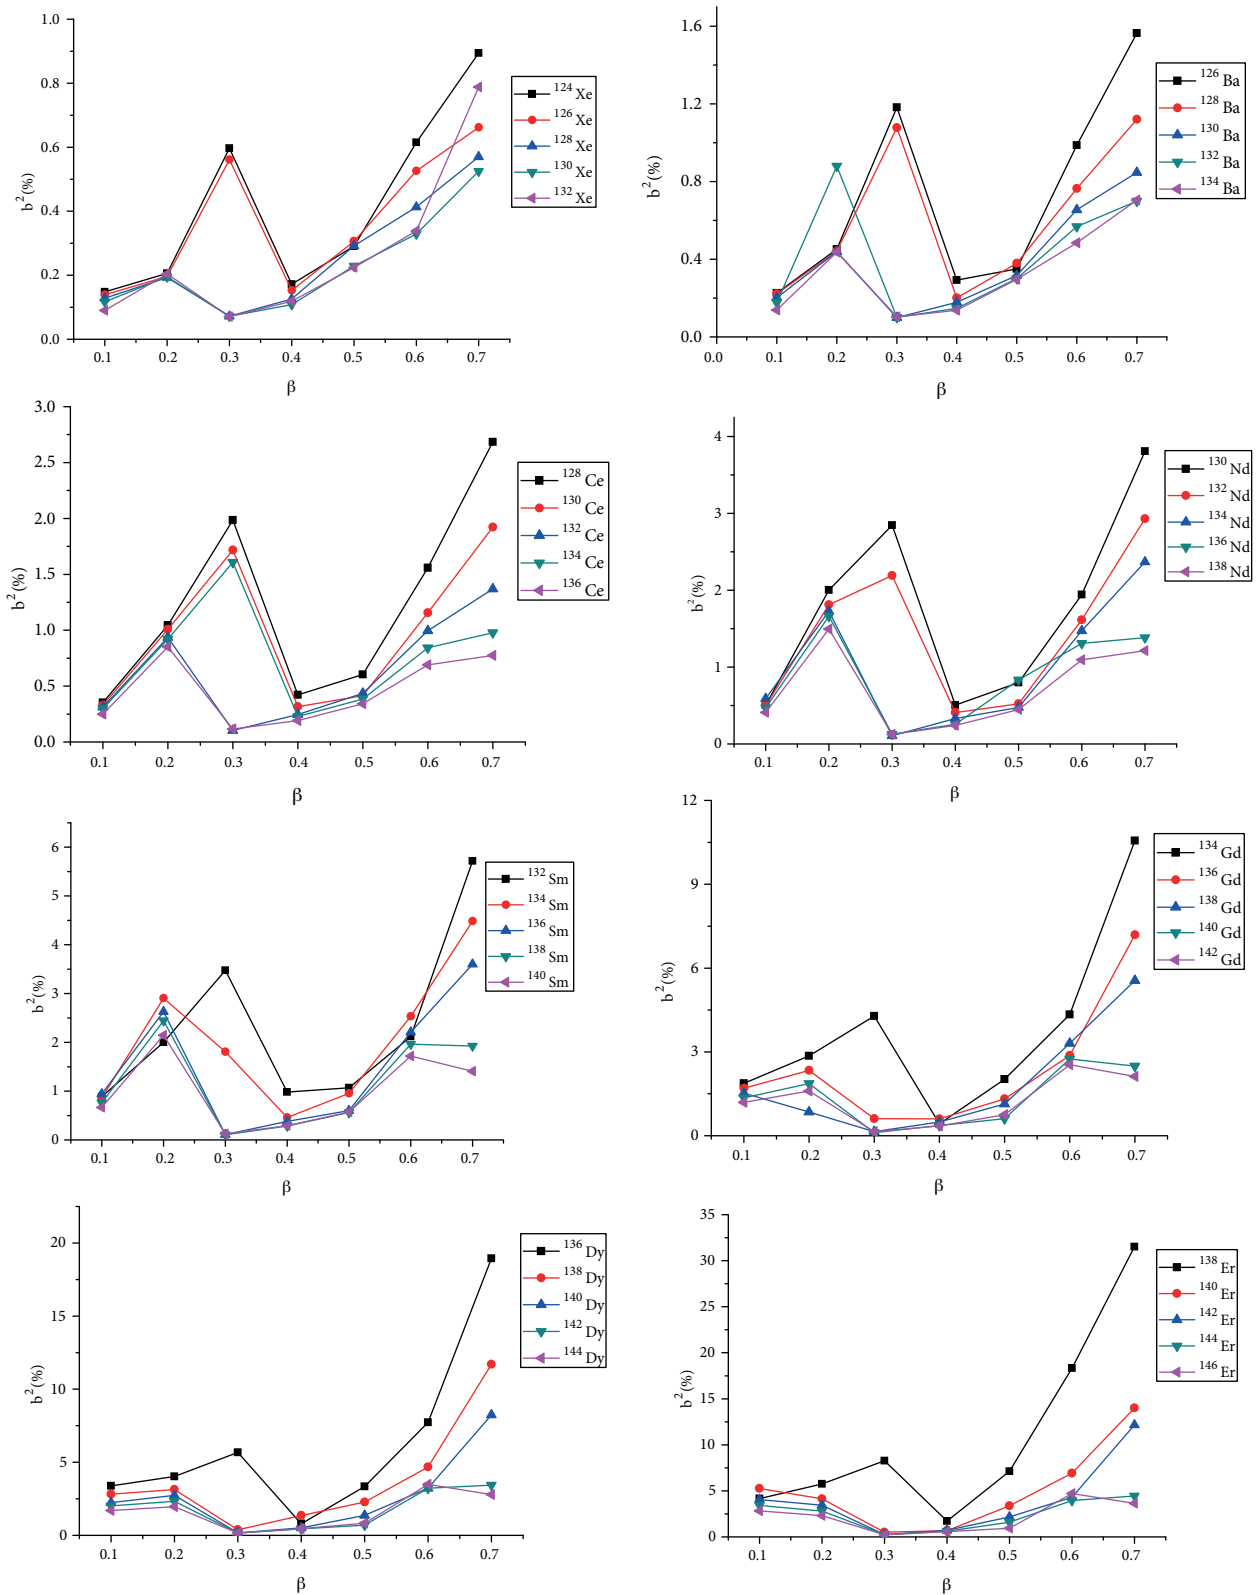 1.0
0.8
0.6
0.4
0.2
0.0
b²(%)
0.1 0.2 0.3 0.4 0.5 0.6 0.7
β
¹²⁴Xe
¹²⁶Xe
¹²⁸Xe
¹³⁰Xe
¹³²Xe
1.6
1.2
0.8
0.4
0.0
b²(%)
0.0 0.1 0.2 0.3 0.4 0.5 0.6 0.7
β
¹²⁶Ba
¹²⁸Ba
¹³⁰Ba
¹³²Ba
¹³⁴Ba
3.0
2.5
2.0
1.5
1.0
0.5
0.0
b²(%)
0.1 0.2 0.3 0.4 0.5 0.6 0.7
β
¹²⁸Ce
¹³⁰Ce
¹³²Ce
¹³⁴Ce
¹³⁶Ce
4
3
2
1
0
b²(%)
0.1 0.2 0.3 0.4 0.5 0.6 0.7
β
¹³⁰Nd
¹³²Nd
¹³⁴Nd
¹³⁶Nd
¹³⁸Nd
6
5
4
3
2
1
0
b²(%)
0.1 0.2 0.3 0.4 0.5 0.6 0.7
β
¹³²Sm
¹³⁴Sm
¹³⁶Sm
¹³⁸Sm
¹⁴⁰Sm
12
9
6
3
0
b²(%)
0.1 0.2 0.3 0.4 0.5 0.6 0.7
β
¹³⁴Gd
¹³⁶Gd
¹³⁸Gd
¹⁴⁰Gd
¹⁴²Gd
20
15
10
5
0
b²(%)
0.1 0.2 0.3 0.4 0.5 0.6 0.7
β
¹³⁶Dy
¹³⁸Dy
¹⁴⁰Dy
¹⁴²Dy
¹⁴⁴Dy
35
30
25
20
15
10
5
0
b²(%)
0.1 0.2 0.3 0.4 0.5 0.6 0.7
β
¹³⁸Er
¹⁴⁰Er
¹⁴²Er
¹⁴⁴Er
¹⁴⁶Er